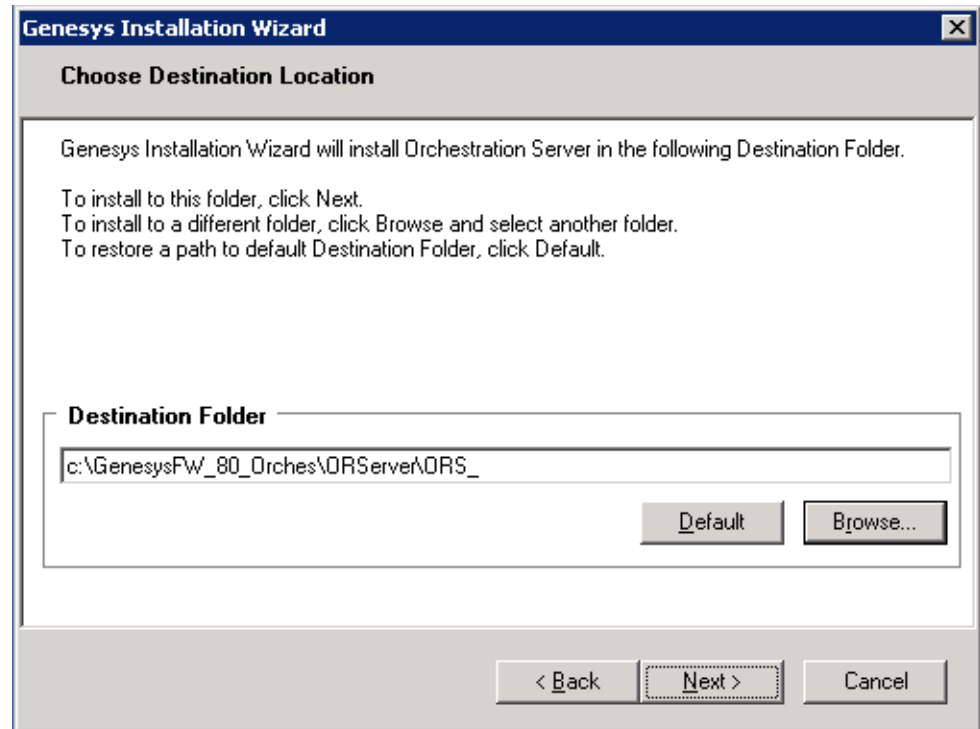 Genesys Installation Wizard
Choose Destination Location
Genesys Installation Wizard will install Orchestration Server in the following Destination Folder.
To install to this folder, click Next.
To install to a different folder, click Browse and select another folder.
To restore a path to default Destination Folder, click Default.
Destination Folder
c:\GenesysFW_80_Orches\ORServer\ORS_
Default
Browse...
< Back
Next >
Cancel